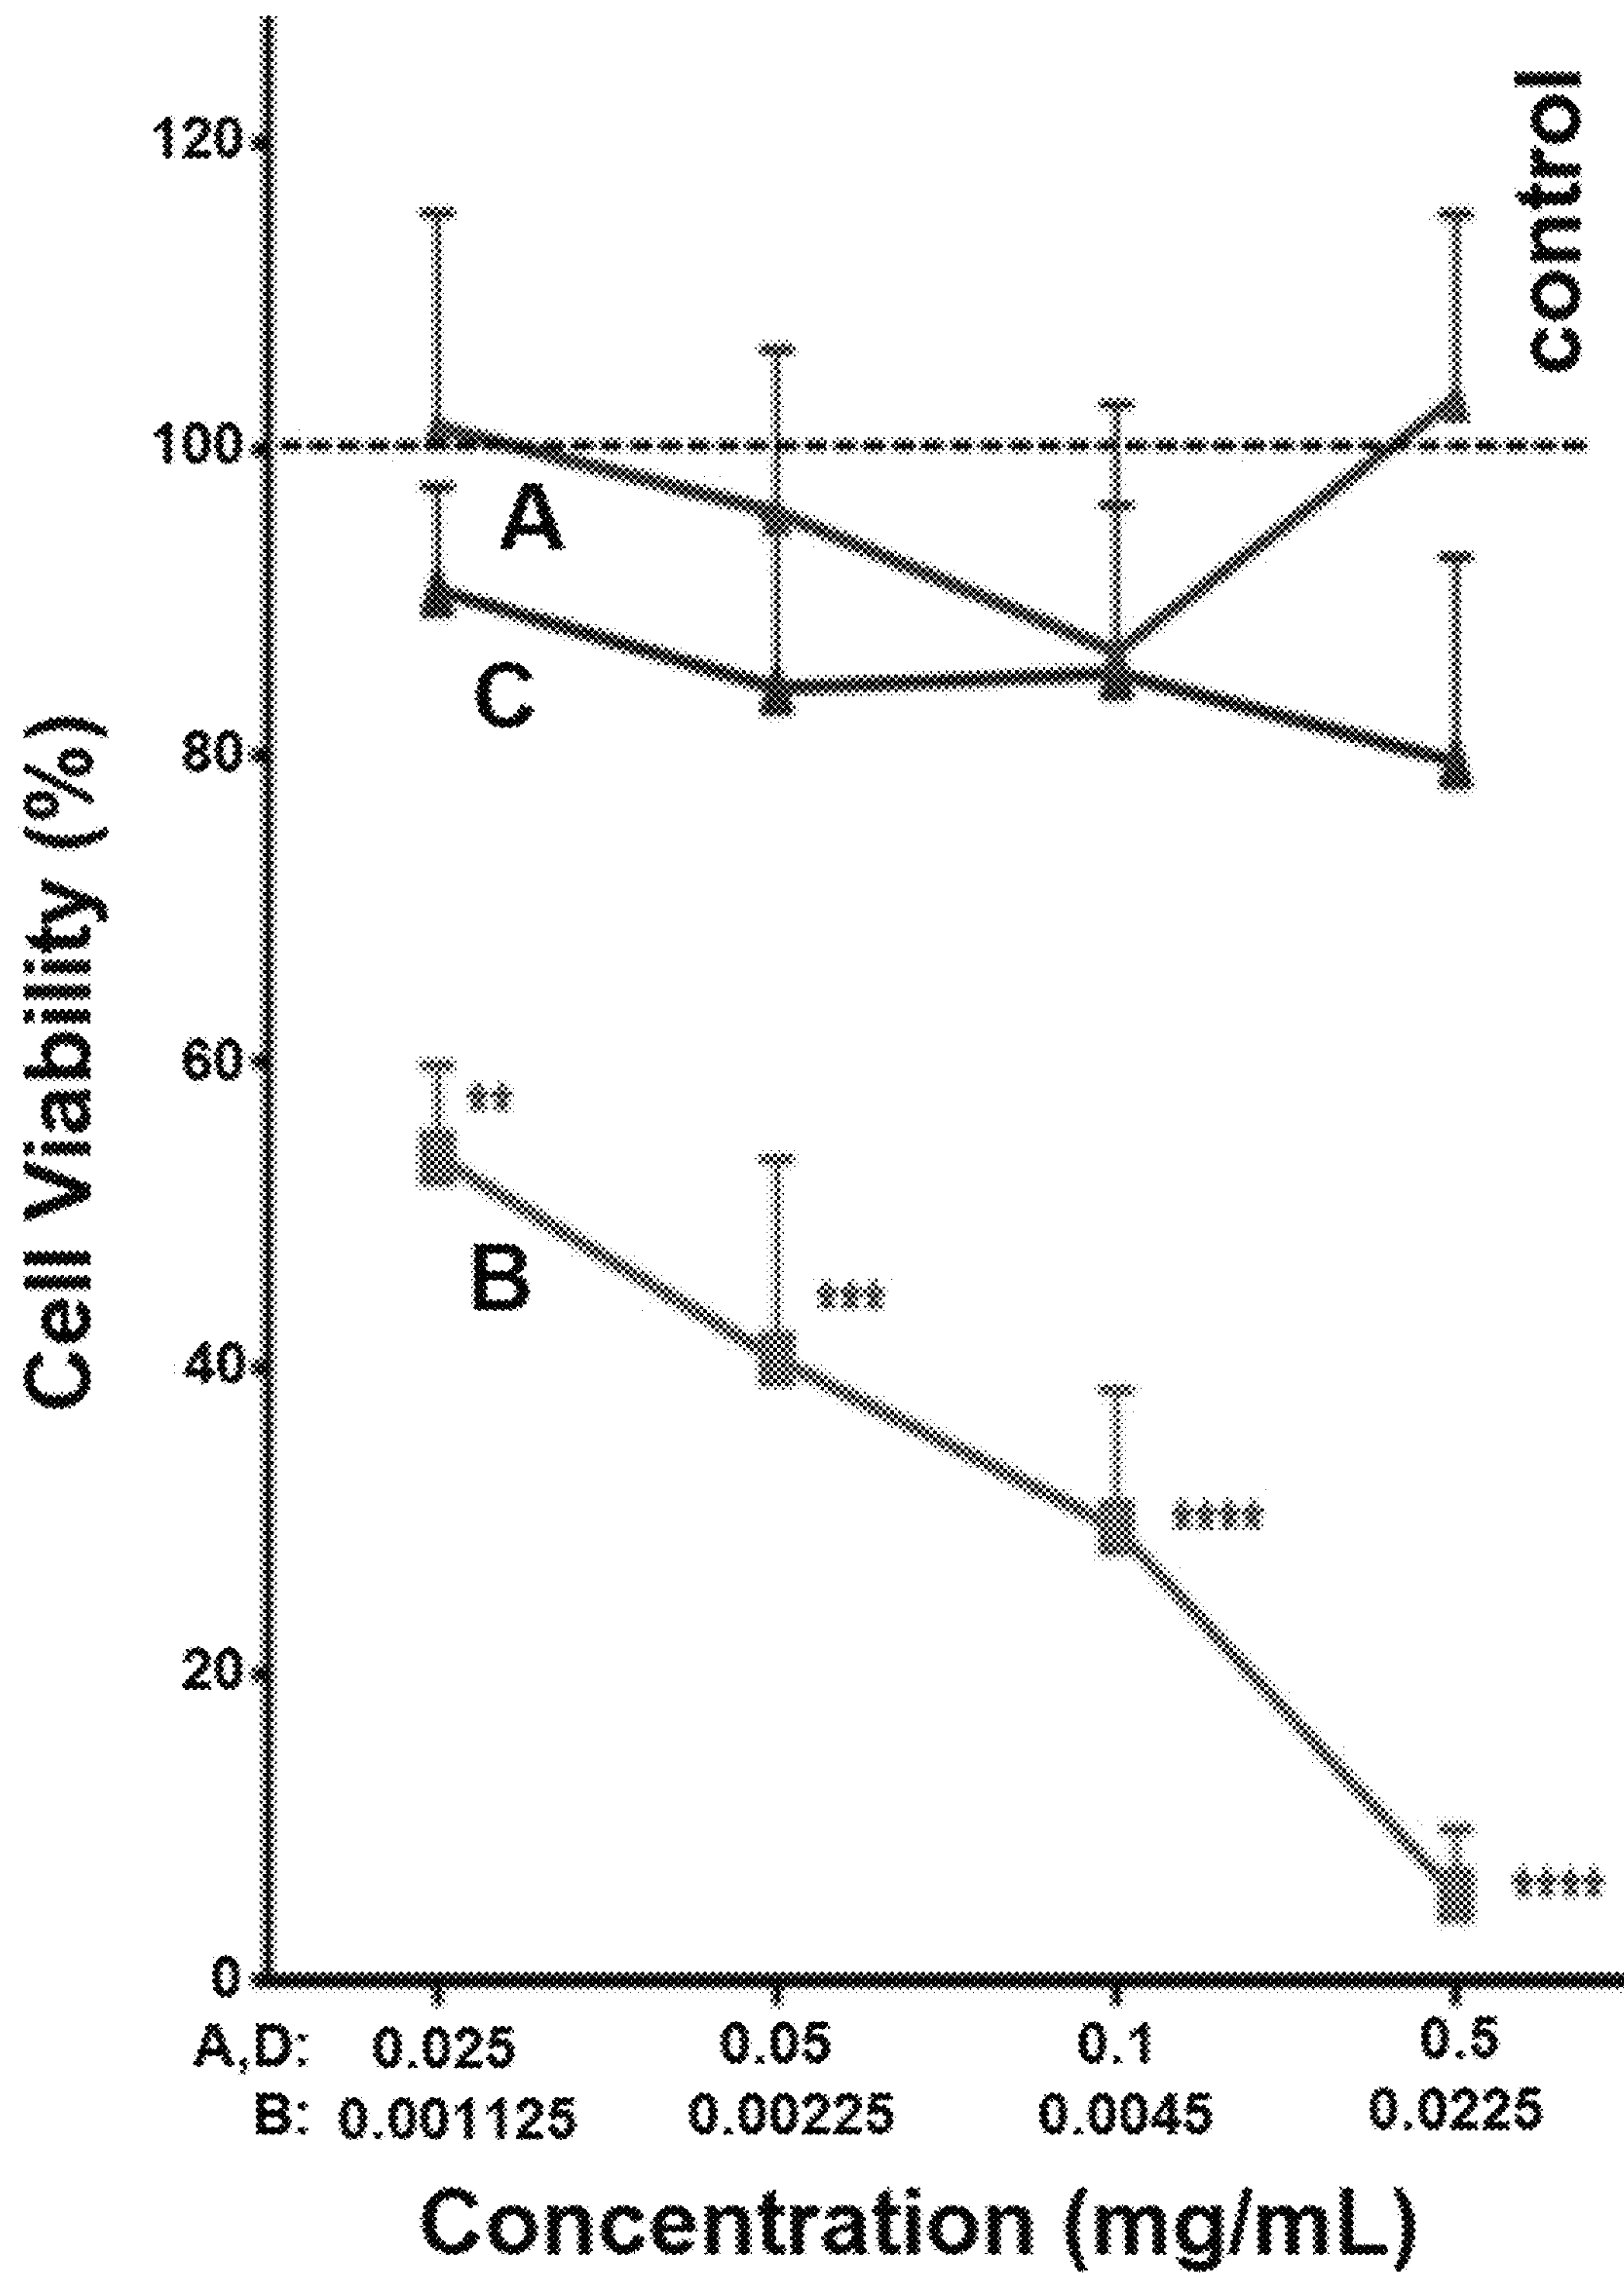 120
control
100
A
C
80
Cell Viability (%)
60
**
B
***
40
****
20
****
0
A,D: 0.025 0.05 0.1 0.5
B: 0.001125 0.00225 0.0045 0.0225
Concentration (mg/mL)